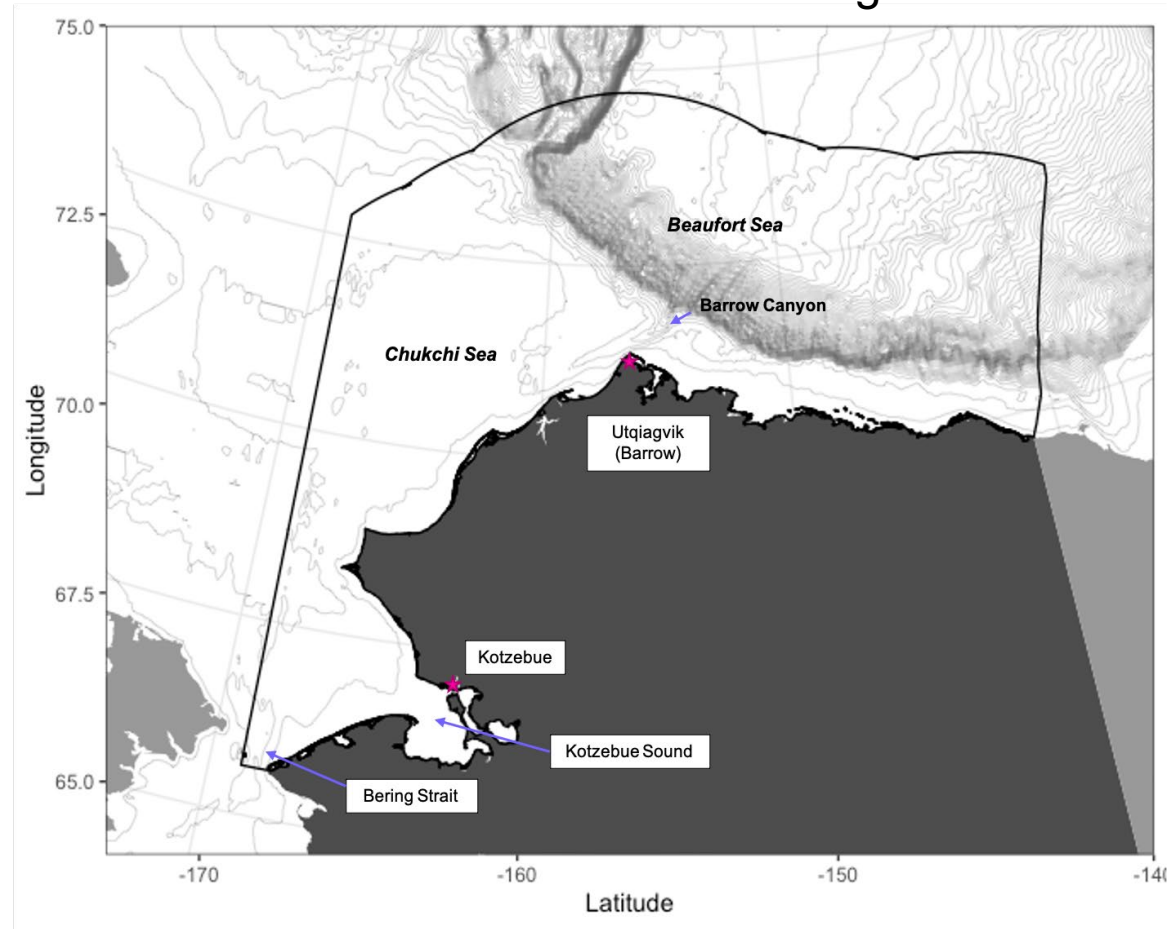 75.0
72.5
70.0
67.5
65.0
Longitude
Beaufort Sea
Barrow Canyon
Chukchi Sea
Utqiagvik
(Barrow)
Kotzebue
Kotzebue Sound
Bering Strait
-170
-160
-150
-140
Latitude